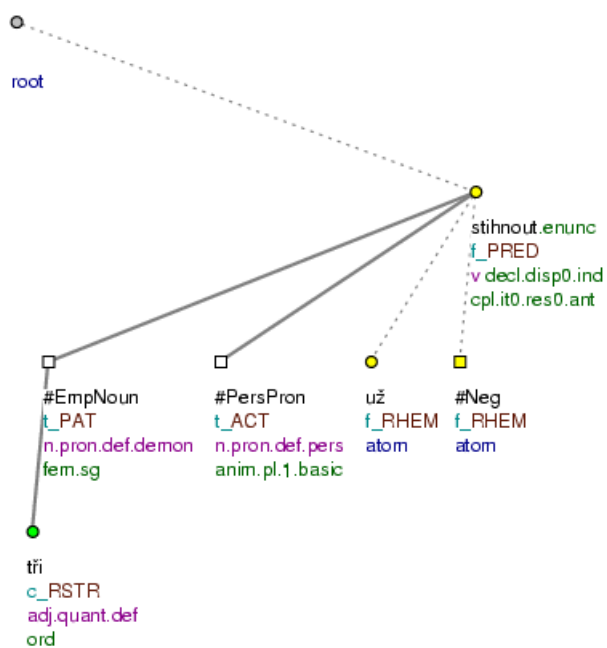 root
stihnout.enunc
f_PRED
v decl.disp0.ind
cpl.it0.res0.ant
#EmpNoun
t_PAT
n.pron.def.demon
fem.sg
#PersPron
t_ACT
n.pron.def.pers
anim.pl.1.basic
už
f_RHEM
atom
#Neg
f_RHEM
atom
tři
c_RSTR
adj.quant.def
ord